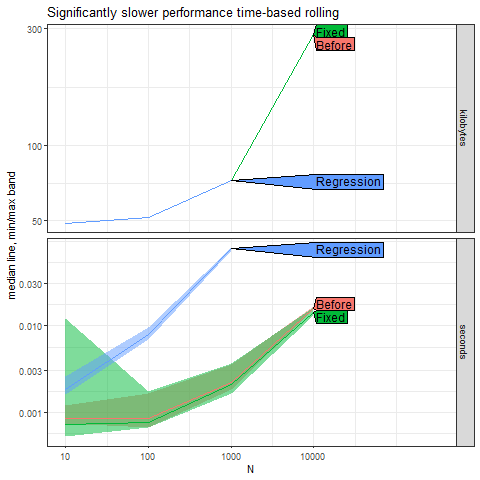 Significantly slower performance time-based rolling
300
100
50
Fixed
Before
Regression
kilobytes
median line, min/max band
0.030
0.010
0.003
0.001
Regression
Before
Fixed
seconds
10
100
1000
10000
N